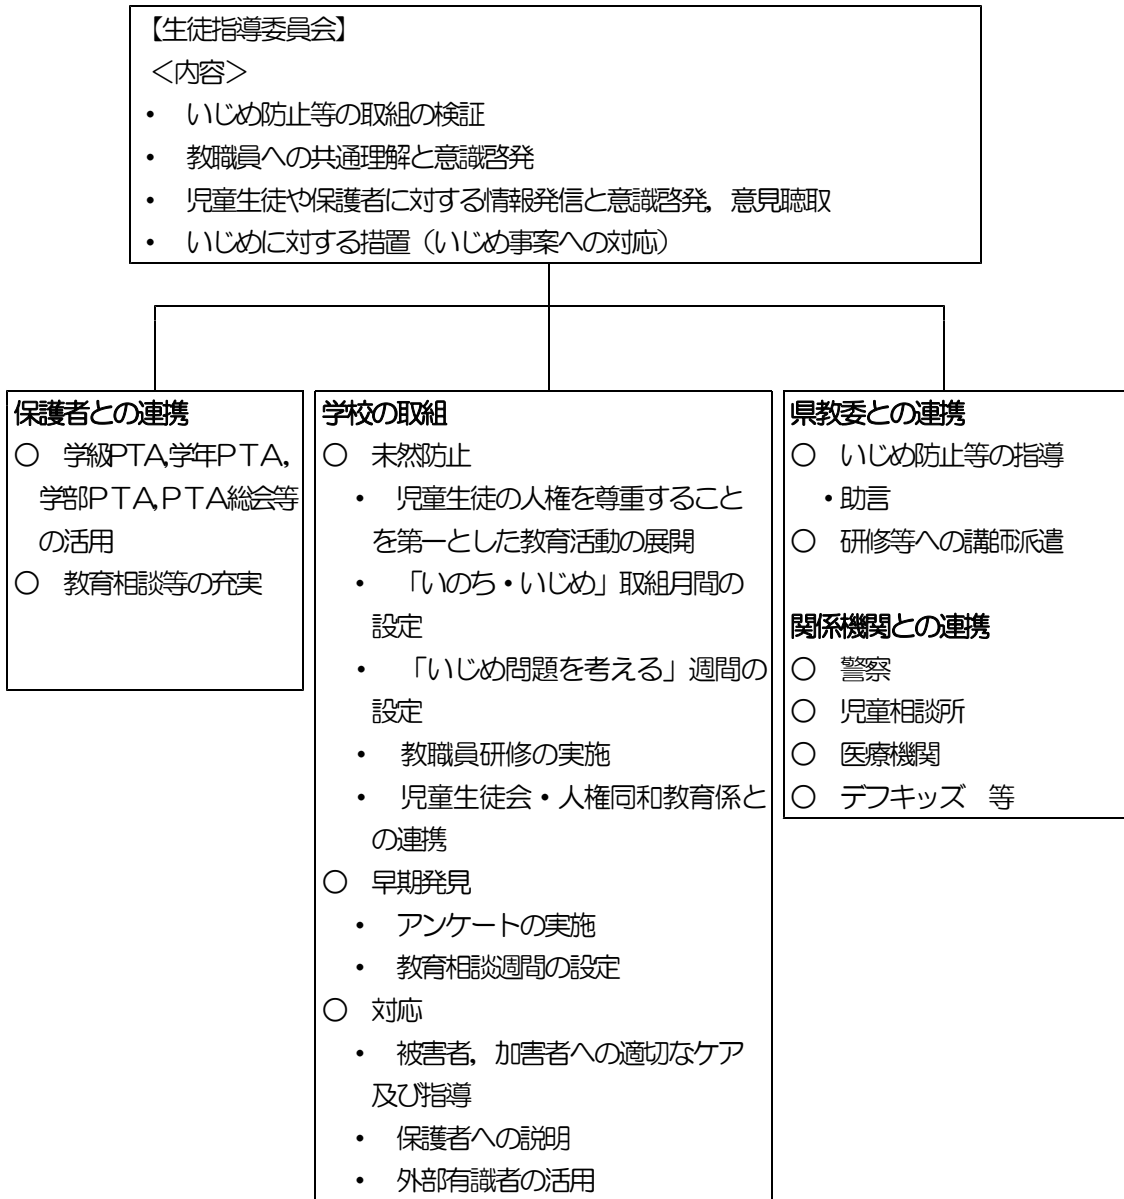 【生徒指導委員会】
＜内容＞
・ いじめ防止等の取組の検証
・ 教職員への共通理解と意識啓発
・ 児童生徒や保護者に対する情報発信と意識啓発，意見聴取
・ いじめに対する措置（いじめ事案への対応）
保護者との連携
○ 学級PTA,学年ＰＴＡ，
学部ＰＴＡ,ＰＴＡ総会等
の活用
○ 教育相談等の充実
学校の取組
○ 未然防止
・ 児童生徒の人権を尊重すること
を第一とした教育活動の展開
・ 「いのち・いじめ」取組月間の
設定
・ 「いじめ問題を考える」週間の
設定
・ 教職員研修の実施
・ 児童生徒会・人権同和教育係と
の連携
○ 早期発見
・ アンケートの実施
・ 教育相談週間の設定
○ 対応
・ 被害者，加害者への適切なケア
及び指導
・ 保護者への説明
・ 外部有識者の活用
県教委との連携
○ いじめ防止等の指導
・助言
○ 研修等への講師派遣
関係機関との連携
○ 警察
○ 児童相談所
○ 医療機関
○ デフキッズ 等